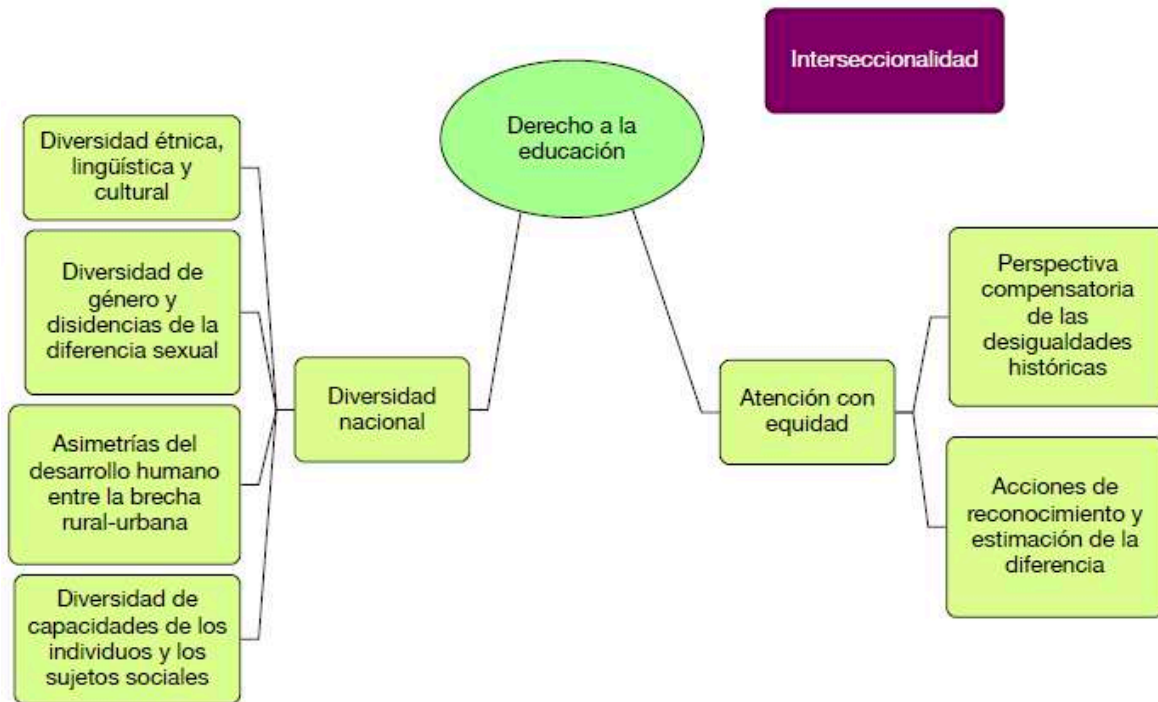 Interseccionalidad
Derecho a la
educación
Diversidad étnica,
lingüística y
cultural
Diversidad de
género y
disidencias de la
diferencia sexual
Asimetrías del
desarrollo humano
entre la brecha
rural-urbana
Diversidad de
capacidades de los
individuos y los
sujetos sociales
Diversidad
nacional
Atención con
equidad
Perspectiva
compensatoria
de las
desigualdades
históricas
Acciones de
reconocimiento y
estimación de la
diferencia